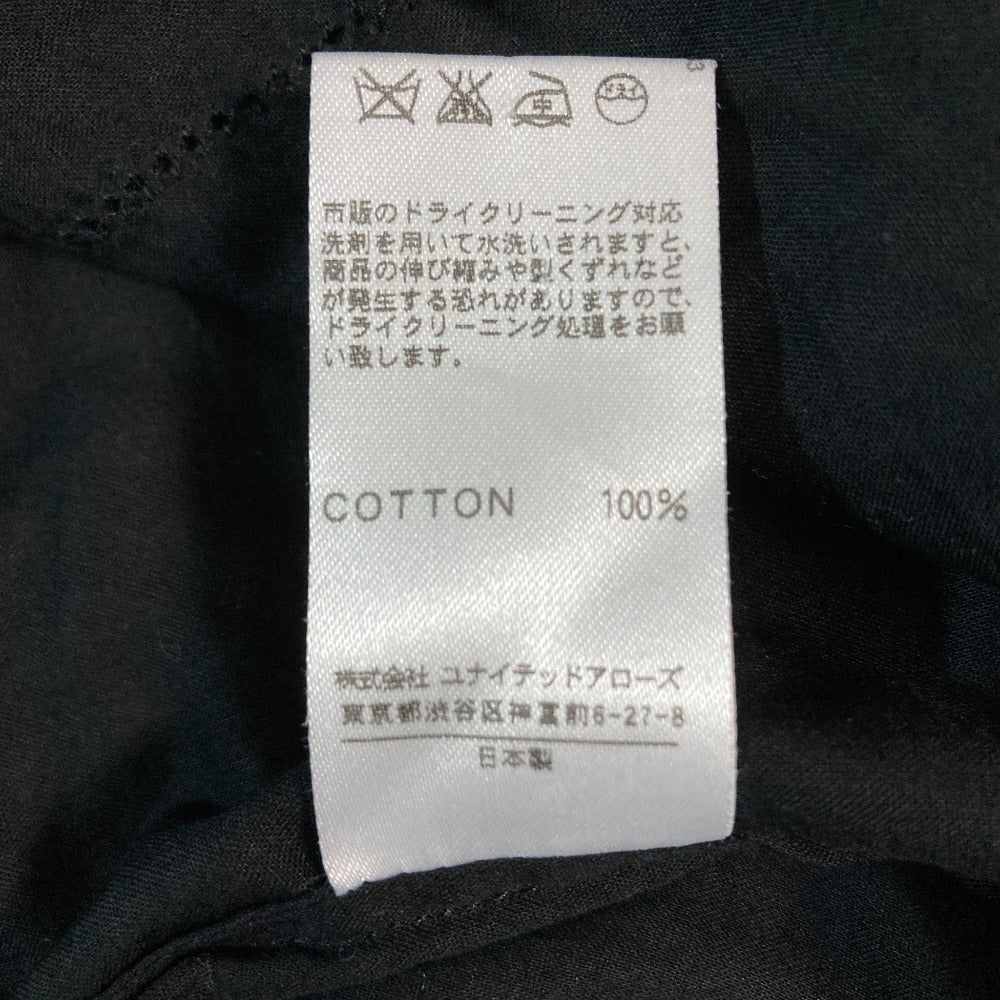 ドライ
中
3
市販のドライクリーニング対応
洗剤を用いて水洗いされますと、
商品の伸び縮みや型くずれなど
が発生する恐れがありますので、
ドライクリーニング処理をお願
い致します。
COTTON 100%
株式会社 ユナイテッドアローズ
東京都渋谷区神宮前6-27-8
日本製